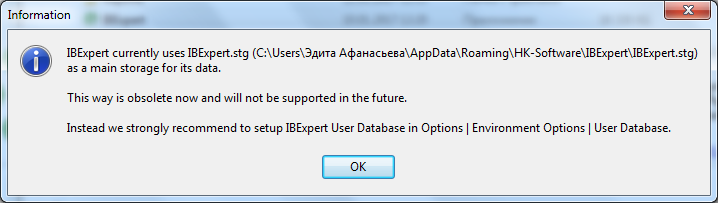 Information
IBExpert currently uses IBExpert.stg (C:\Users\Эдита Афанасьева\AppData\Roaming\HK-Software\IBExpert\IBExpert.stg)
as a main storage for its data.
This way is obsolete now and will not be supported in the future.
Instead we strongly recommend to setup IBExpert User Database in Options | Environment Options | User Database.
OK